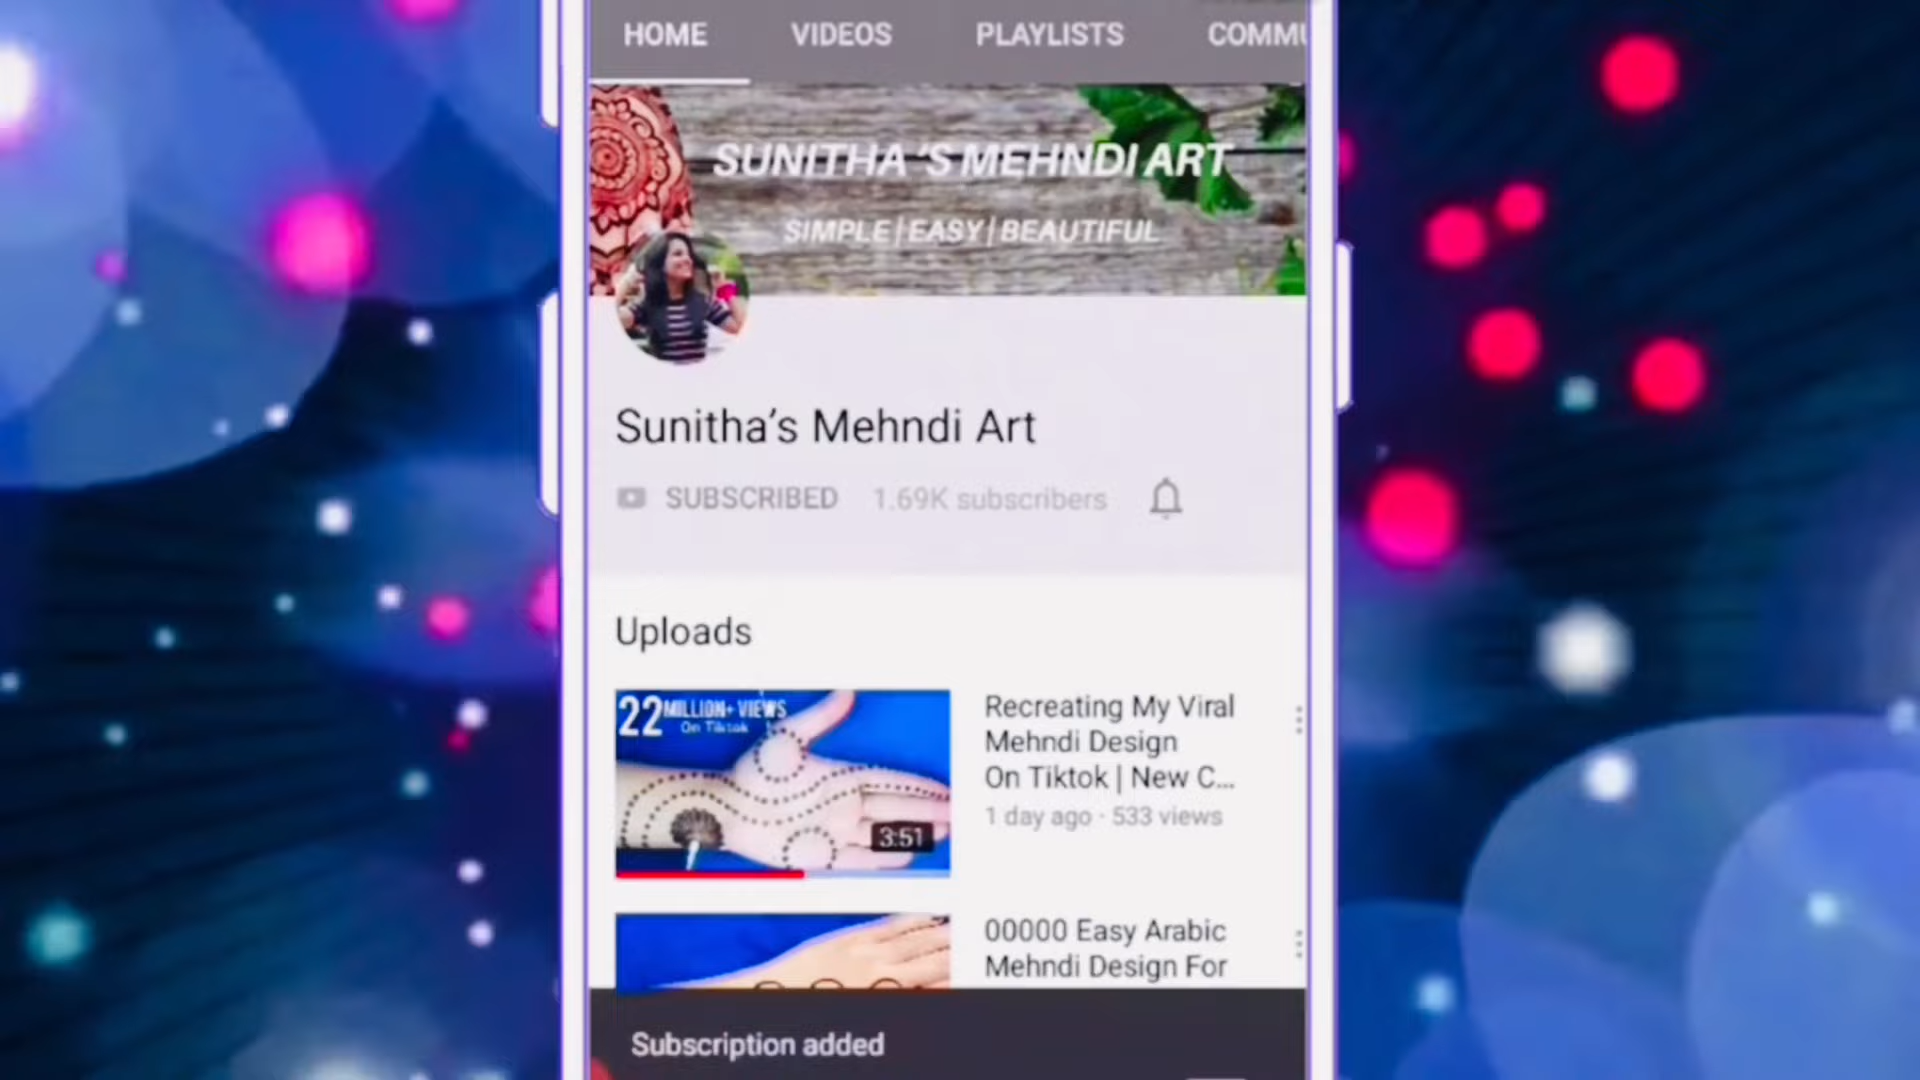 HOME VIDEOS PLAYLISTS COMMU
SUNITHA 'S MEHNDI ART
SIMPLE|EASY|BEAUTIFUL
Sunitha's Mehndi Art
SUBSCRIBED 1.69K subscribers
Uploads
22 MILLION+ VIEWS
On Tiktok
3:51
Recreating My Viral
Mehndi Design
On Tiktok | New C...
1 day ago · 533 views
00000 Easy Arabic
Mehndi Design For
Subscription added